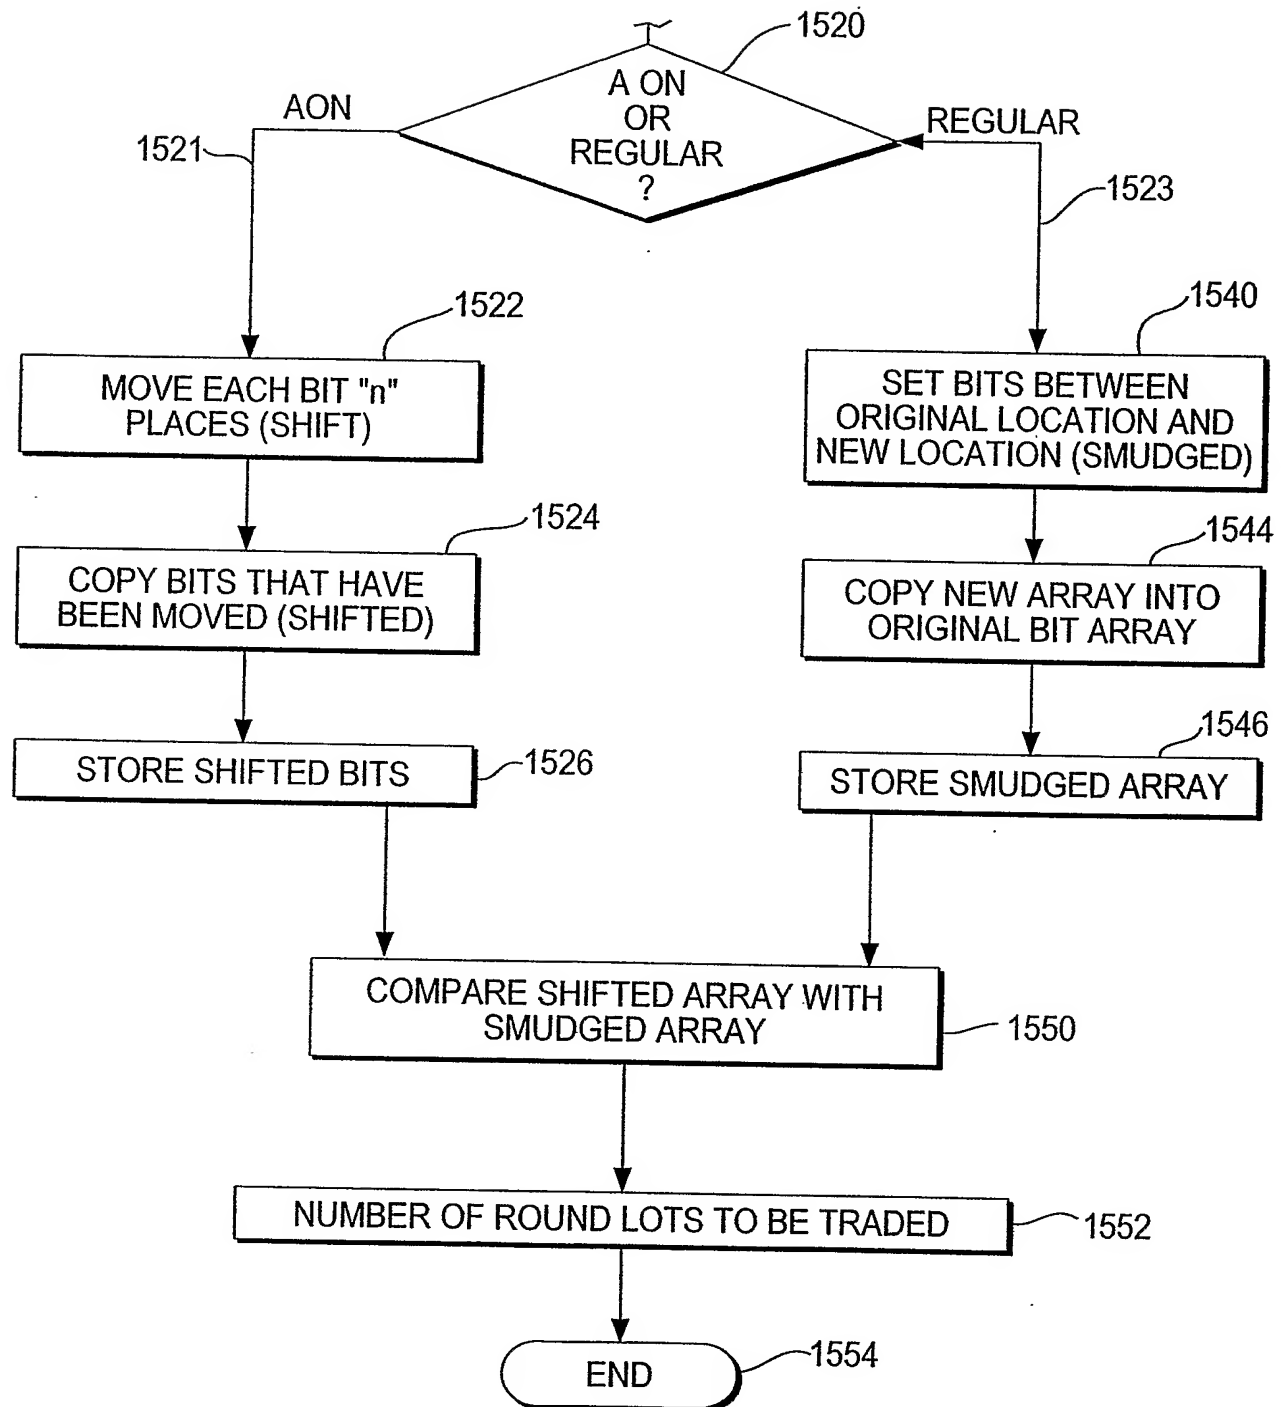 1520
A ON
OR
REGULAR
?
AON
REGULAR
1521
1523
1522
MOVE EACH BIT "n"
PLACES (SHIFT)
1540
SET BITS BETWEEN
ORIGINAL LOCATION AND
NEW LOCATION (SMUDGED)
1524
COPY BITS THAT HAVE
BEEN MOVED (SHIFTED)
1544
COPY NEW ARRAY INTO
ORIGINAL BIT ARRAY
STORE SHIFTED BITS
1526
1546
STORE SMUDGED ARRAY
COMPARE SHIFTED ARRAY WITH
SMUDGED ARRAY
1550
NUMBER OF ROUND LOTS TO BE TRADED
1552
END
1554